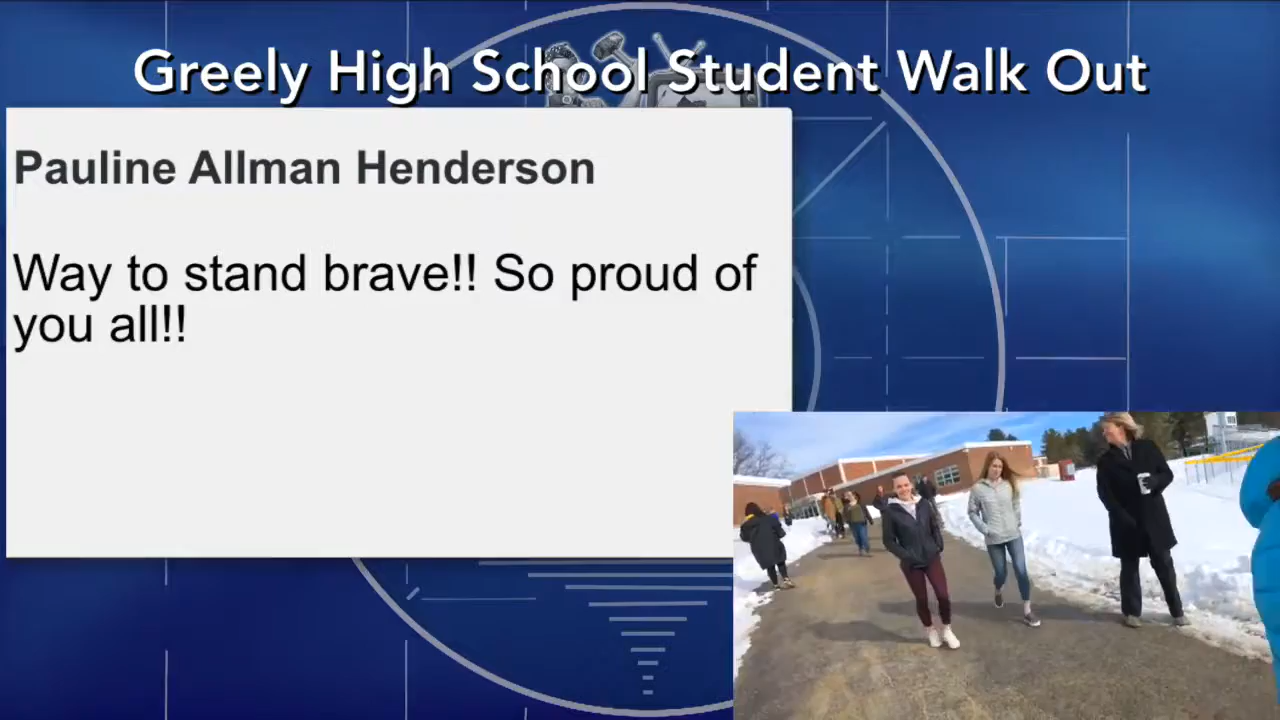 Greely High School Student Walk Out
Pauline Allman Henderson
Way to stand brave!! So proud of
you all!!